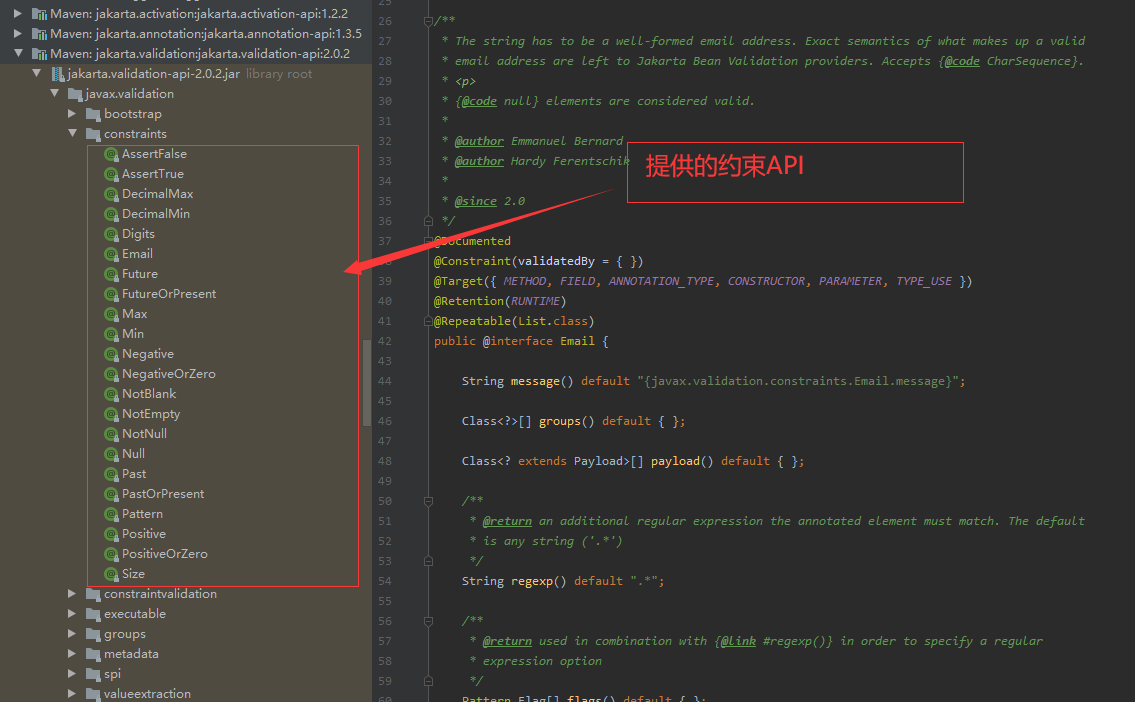 Maven: jakarta.activation:jakarta.activation-api:1.2.2
Maven: jakarta.annotation:jakarta.annotation-api:1.3.5
Maven: jakarta.validation:jakarta.validation-api:2.0.2
jakarta.validation-api-2.0.2.jar library root
javax.validation
bootstrap
constraints
AssertFalse
AssertTrue
DecimalMax
DecimalMin
Digits
Email
Future
FutureOrPresent
Max
Min
Negative
NegativeOrZero
NotBlank
NotEmpty
NotNull
Null
Past
PastOrPresent
Pattern
Positive
PositiveOrZero
Size
constraintvalidation
executable
groups
metadata
spi
valueextraction
25
26 /**
27 * The string has to be a well-formed email address. Exact semantics of what makes up a valid
28 * email address are left to Jakarta Bean Validation providers. Accepts {@code CharSequence}.
29 * <p>
30 * {@code null} elements are considered valid.
31 *
32 * @author Emmanuel Bernard
33 * @author Hardy Ferentschik
34 *
35 * @since 2.0
36 */
37 @Documented
38 @Constraint(validatedBy = { })
39 @Target({ METHOD, FIELD, ANNOTATION_TYPE, CONSTRUCTOR, PARAMETER, TYPE_USE })
40 @Retention(RUNTIME)
41 @Repeatable(List.class)
42 public @interface Email {
43
44 String message() default "{javax.validation.constraints.Email.message}";
45
46 Class<?>[] groups() default { };
47
48 Class<? extends Payload>[] payload() default { };
49
50 /**
51 * @return an additional regular expression the annotated element must match. The default
52 * is any string ('.*')
53 */
54 String regexp() default ".*";
55
56 /**
57 * @return used in combination with {@link #regexp()} in order to specify a regular
58 * expression option
59 */
60 Pattern.Flag[] flags() default { };
提供的约束API